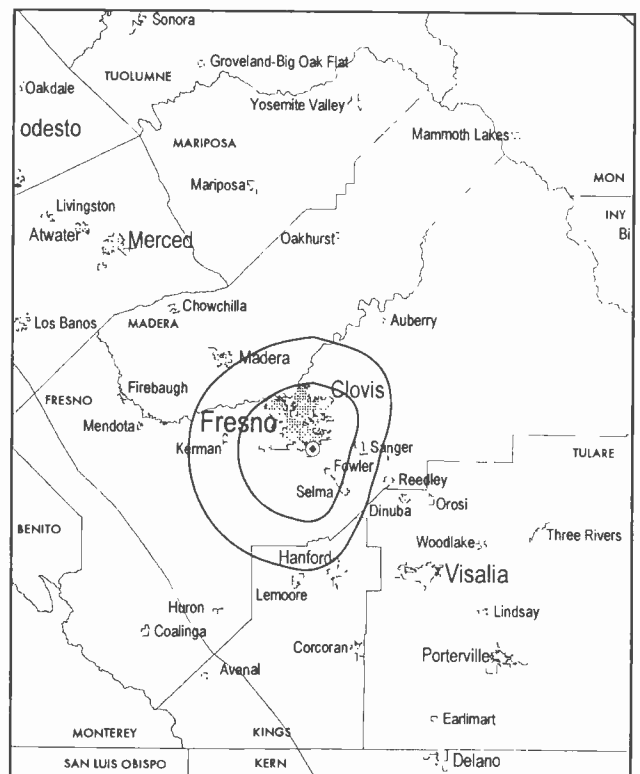 Sonora
Groveland-Big Oak Flat
TUOLUMNE
Oakdale
Yosemite Valley
odesto
Mammoth Lakes
MARIPOSA
MON
Mariposa
Livingston
INY
Atwater
Merced
Oakhurst
Bi
Chowchilla
Los Banos
MADERA
Auberry
Madera
Firebaugh
Clovis
FRESNO
Fresno
Mendota
Kerman
Sanger
TULARE
Fowler
Selma
Reedley
Dinuba
Orosi
BENITO
Woodlake
Three Rivers
Hanford
Visalia
Lemoore
Huron
Lindsay
Coalinga
Corcoran
Porterville
Avenal
Earlimart
MONTEREY
KINGS
SAN LUIS OBISPO
KERN
Delano